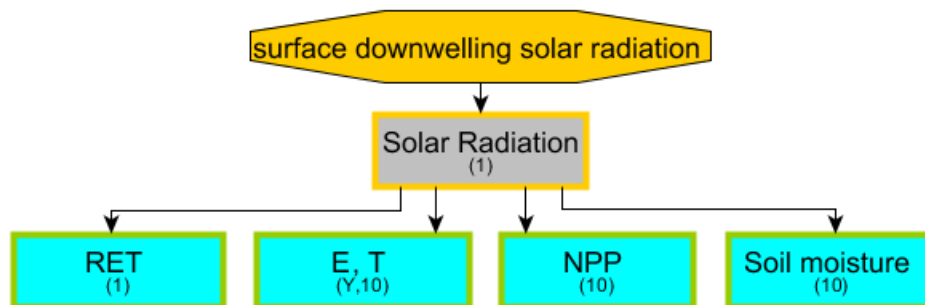 surface downwelling solar radiation
Solar Radiation
(1)
RET
(1)
E, T
(Y,10)
NPP
(10)
Soil moisture
(10)